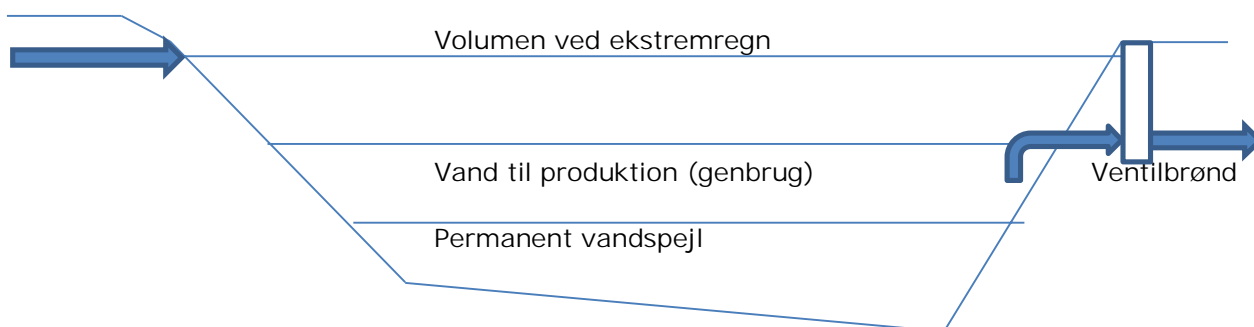 Volumen ved ekstremregn
Vand til produktion (genbrug)
Ventilbrønd
Permanent vandspejl